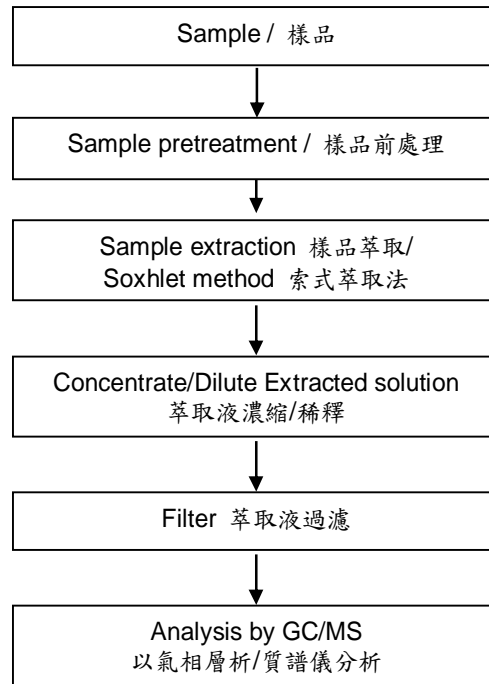 Sample / 樣品
Sample pretreatment / 樣品前處理
Sample extraction 樣品萃取/
Soxhlet method 索式萃取法
Concentrate/Dilute Extracted solution
萃取液濃縮/稀釋
Filter 萃取液過濾
Analysis by GC/MS
以氣相層析/質譜儀分析